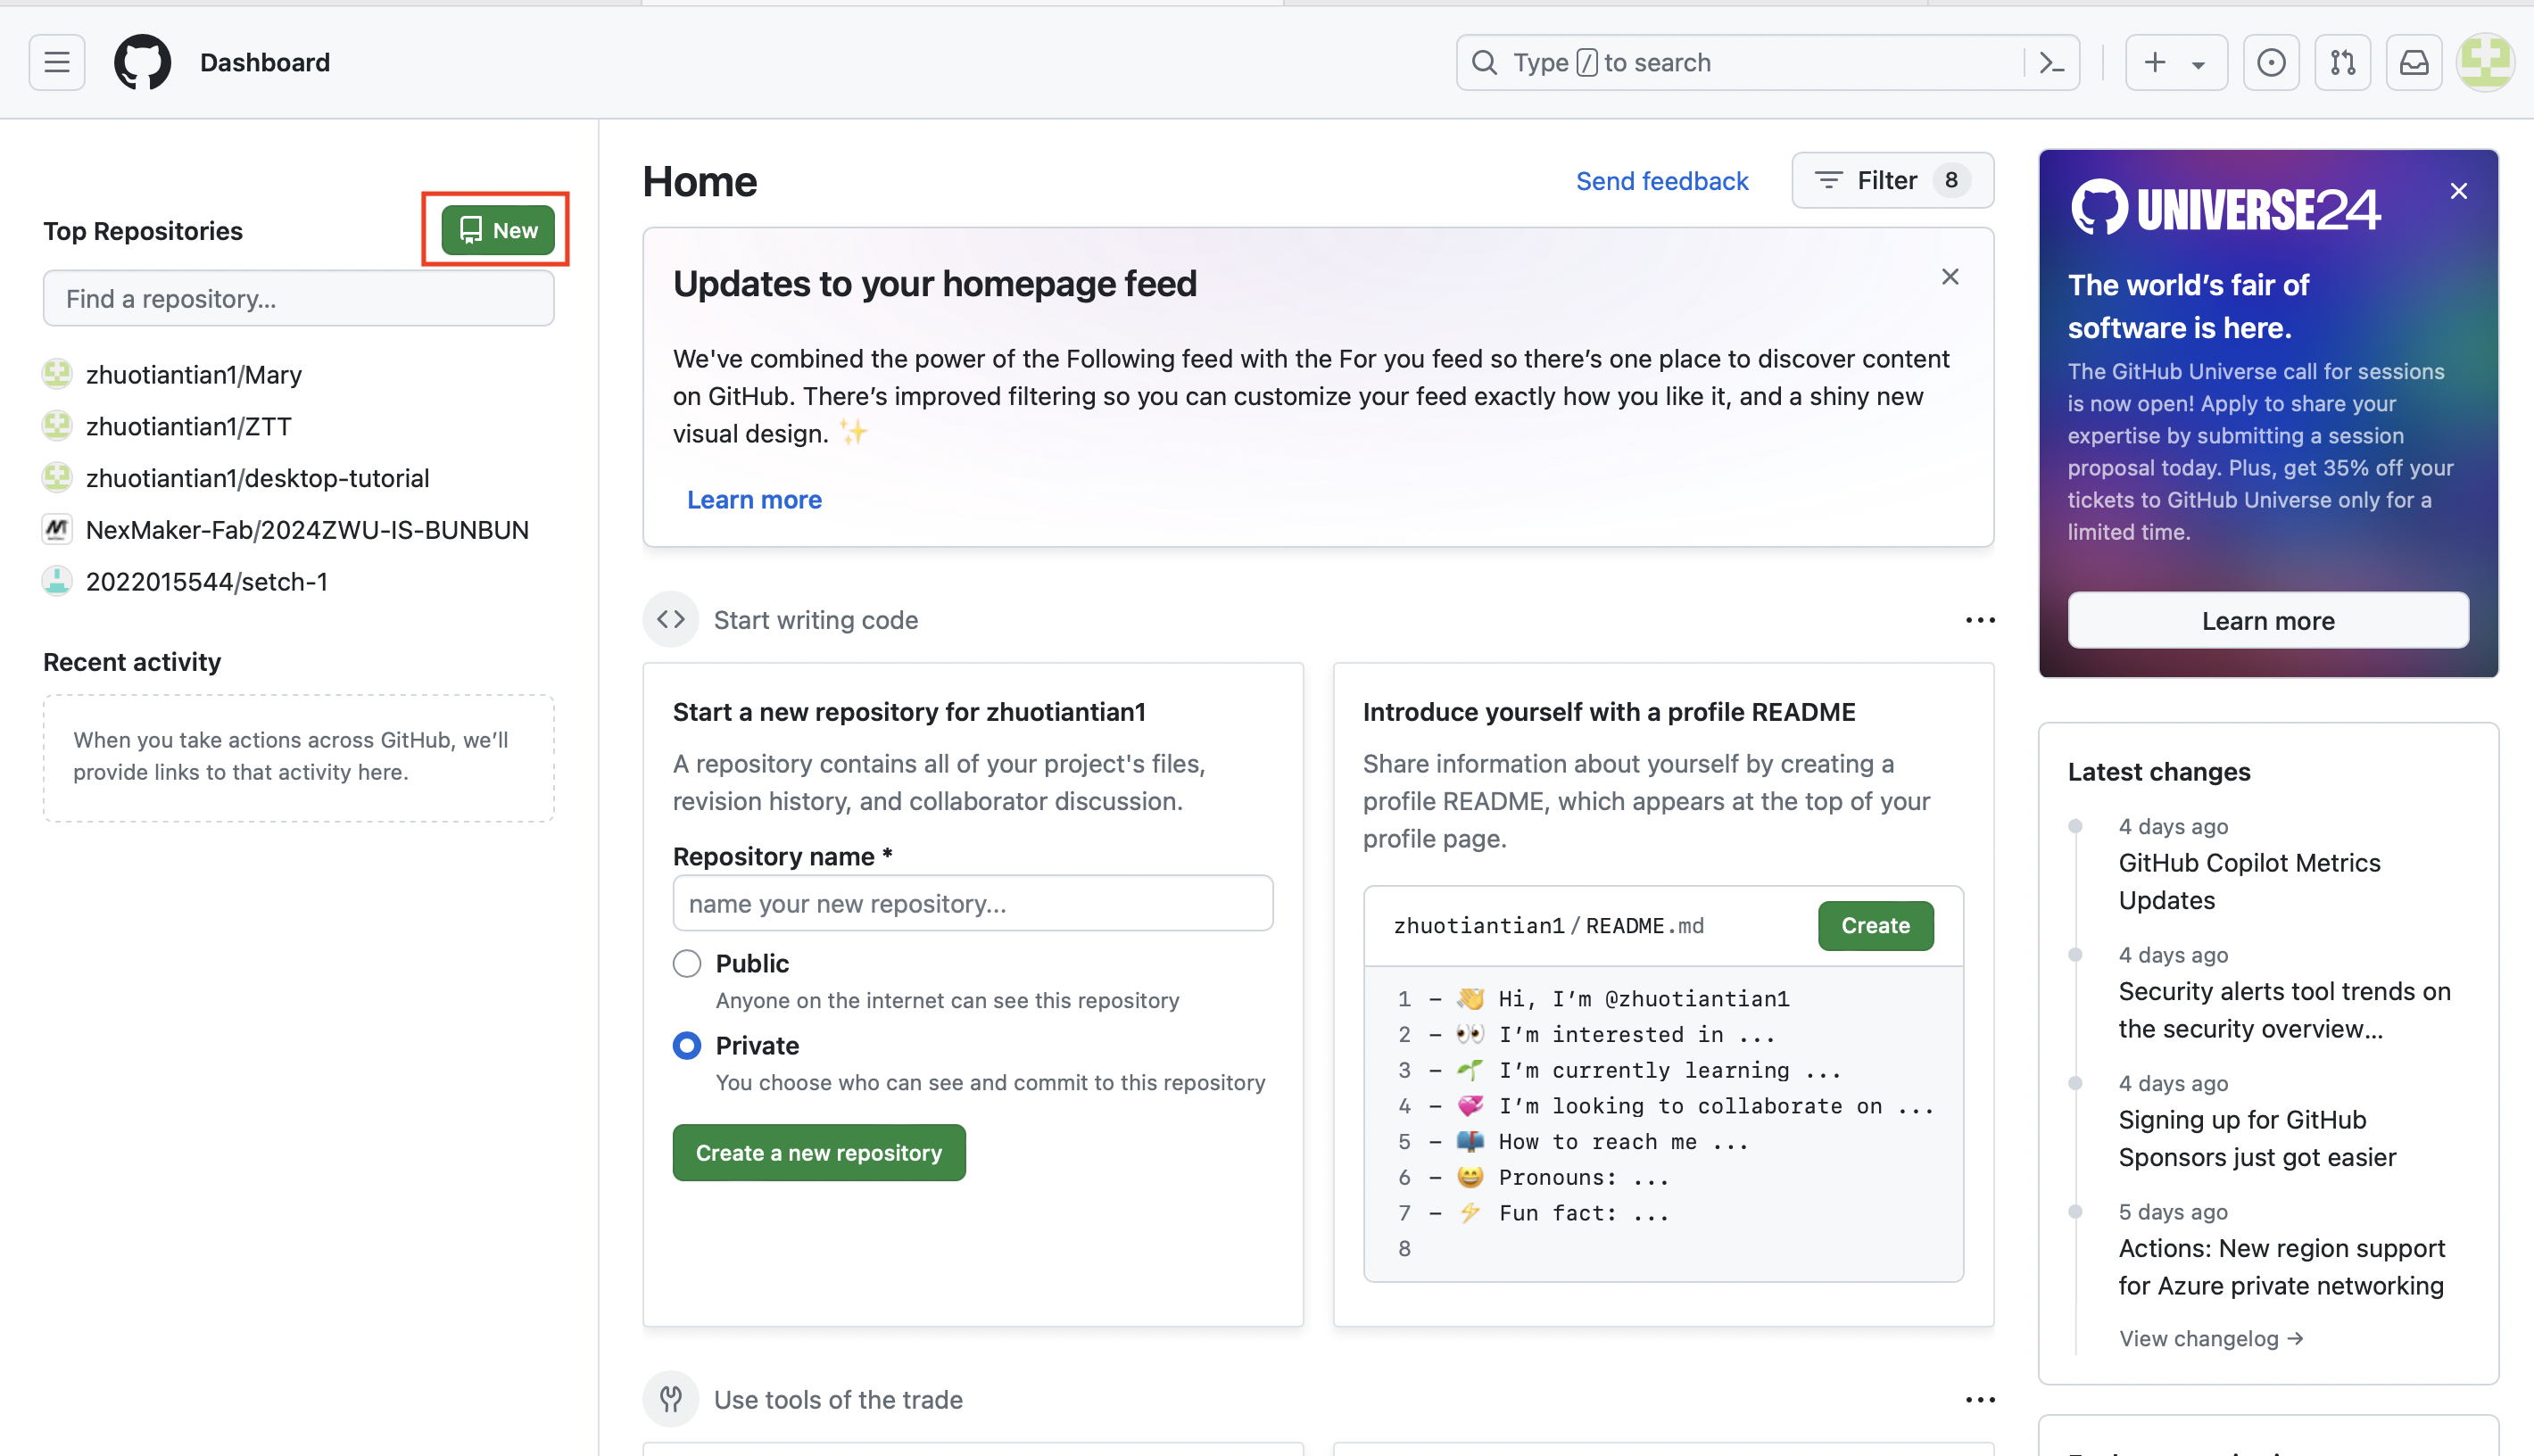 Dashboard
Type / to search
Top Repositories
New
Find a repository...
zhuotiantian1/Mary
zhuotiantian1/ZTT
zhuotiantian1/desktop-tutorial
NexMaker-Fab/2024ZWU-IS-BUNBUN
2022015544/setch-1
Recent activity
When you take actions across GitHub, we’ll
provide links to that activity here.
Home
Send feedback
Filter 8
Updates to your homepage feed
We've combined the power of the Following feed with the For you feed so there’s one place to discover content
on GitHub. There’s improved filtering so you can customize your feed exactly how you like it, and a shiny new
visual design. ✨
Learn more
Start writing code
Start a new repository for zhuotiantian1
A repository contains all of your project's files,
revision history, and collaborator discussion.
Repository name *
name your new repository...
Public
Anyone on the internet can see this repository
Private
You choose who can see and commit to this repository
Create a new repository
Introduce yourself with a profile README
Share information about yourself by creating a
profile README, which appears at the top of your
profile page.
zhuotiantian1 / README.md
Create
1 - 👋 Hi, I’m @zhuotiantian1
2 - 👀 I’m interested in ...
3 - 🌱 I’m currently learning ...
4 - 💞️ I’m looking to collaborate on ...
5 - 📫 How to reach me ...
6 - 😄 Pronouns: ...
7 - ⚡ Fun fact: ...
8
Use tools of the trade
UNIVERSE24
The world’s fair of
software is here.
The GitHub Universe call for sessions
is now open! Apply to share your
expertise by submitting a session
proposal today. Plus, get 35% off your
tickets to GitHub Universe only for a
limited time.
Learn more
Latest changes
4 days ago
GitHub Copilot Metrics
Updates
4 days ago
Security alerts tool trends on
the security overview...
4 days ago
Signing up for GitHub
Sponsors just got easier
5 days ago
Actions: New region support
for Azure private networking
View changelog →